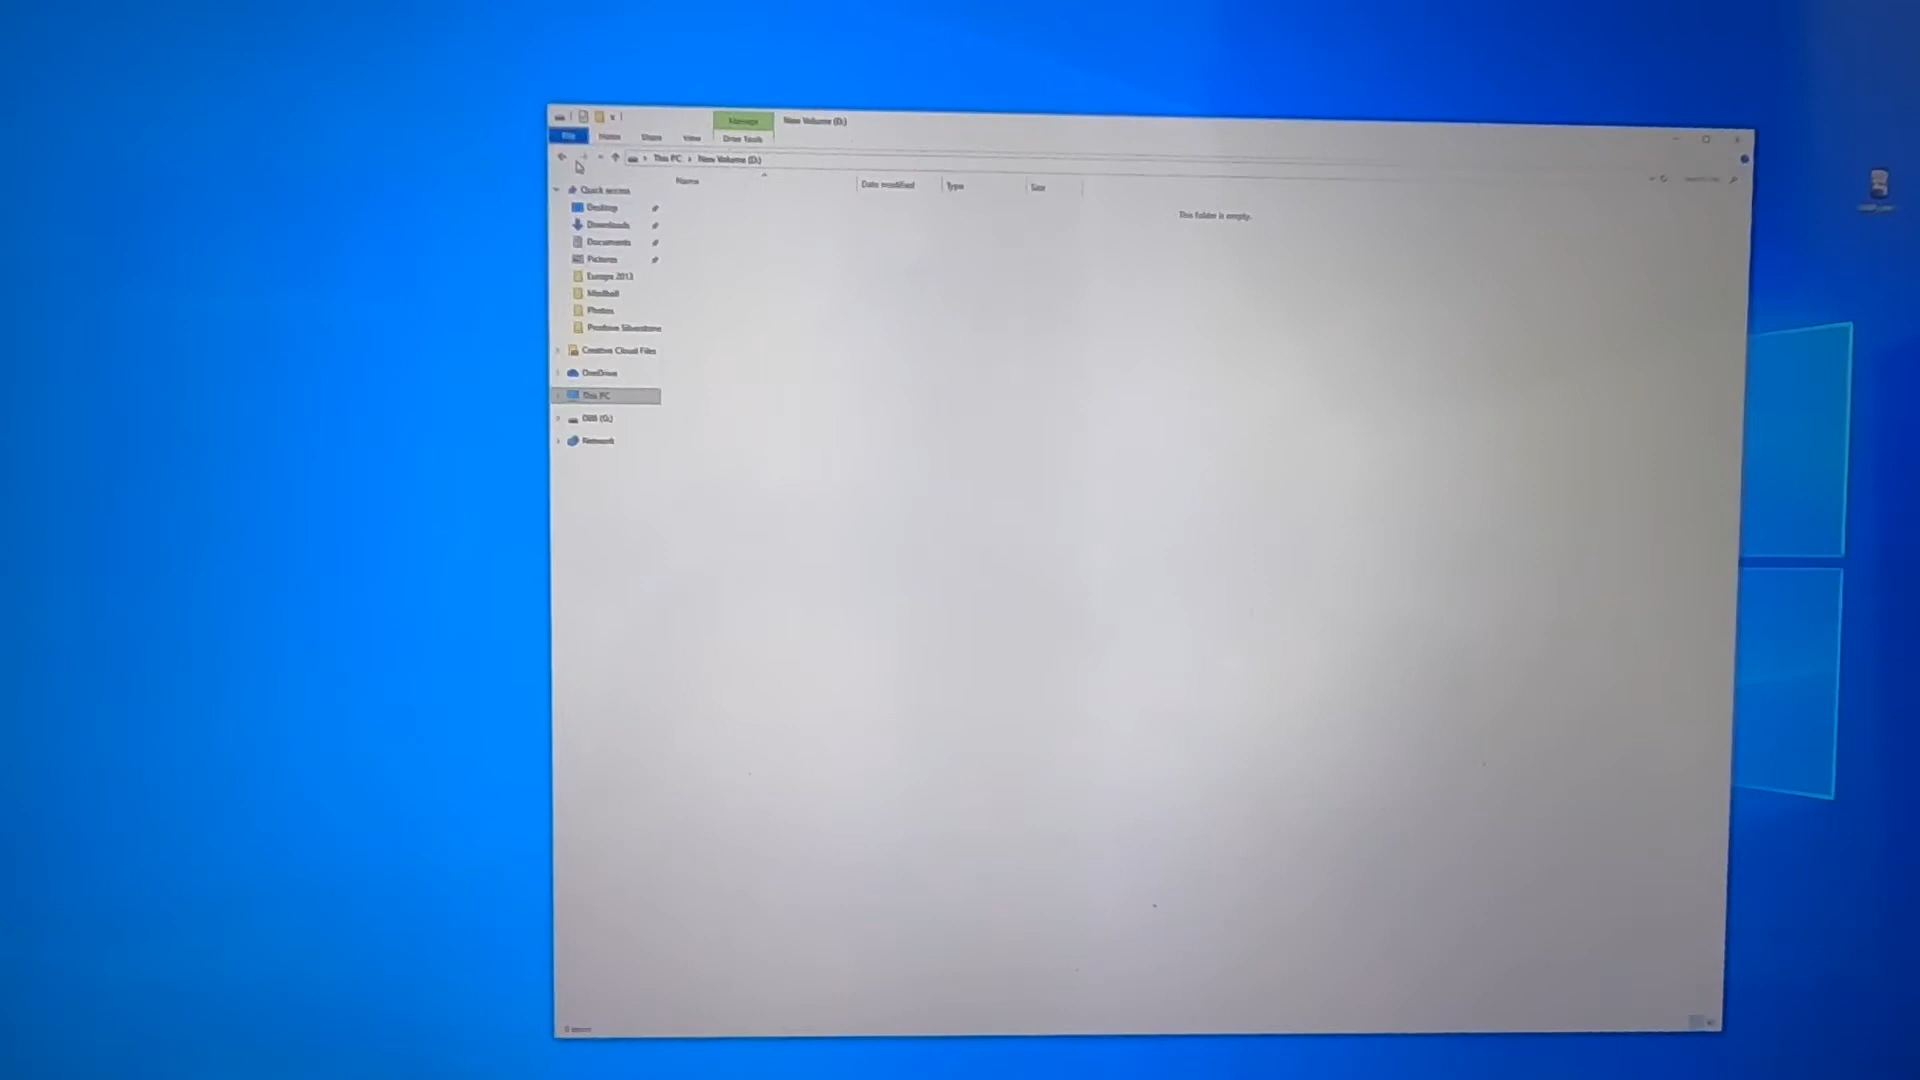 Manage New Volume (D:)
File Home Share View Drive Tools
This PC › New Volume (D:)
Name Date modified Type Size
Quick access
This folder is empty.
Desktop
Downloads
Documents
Pictures
Europe 2013
Photos
Creative Cloud Files
OneDrive
This PC
Network
0 items